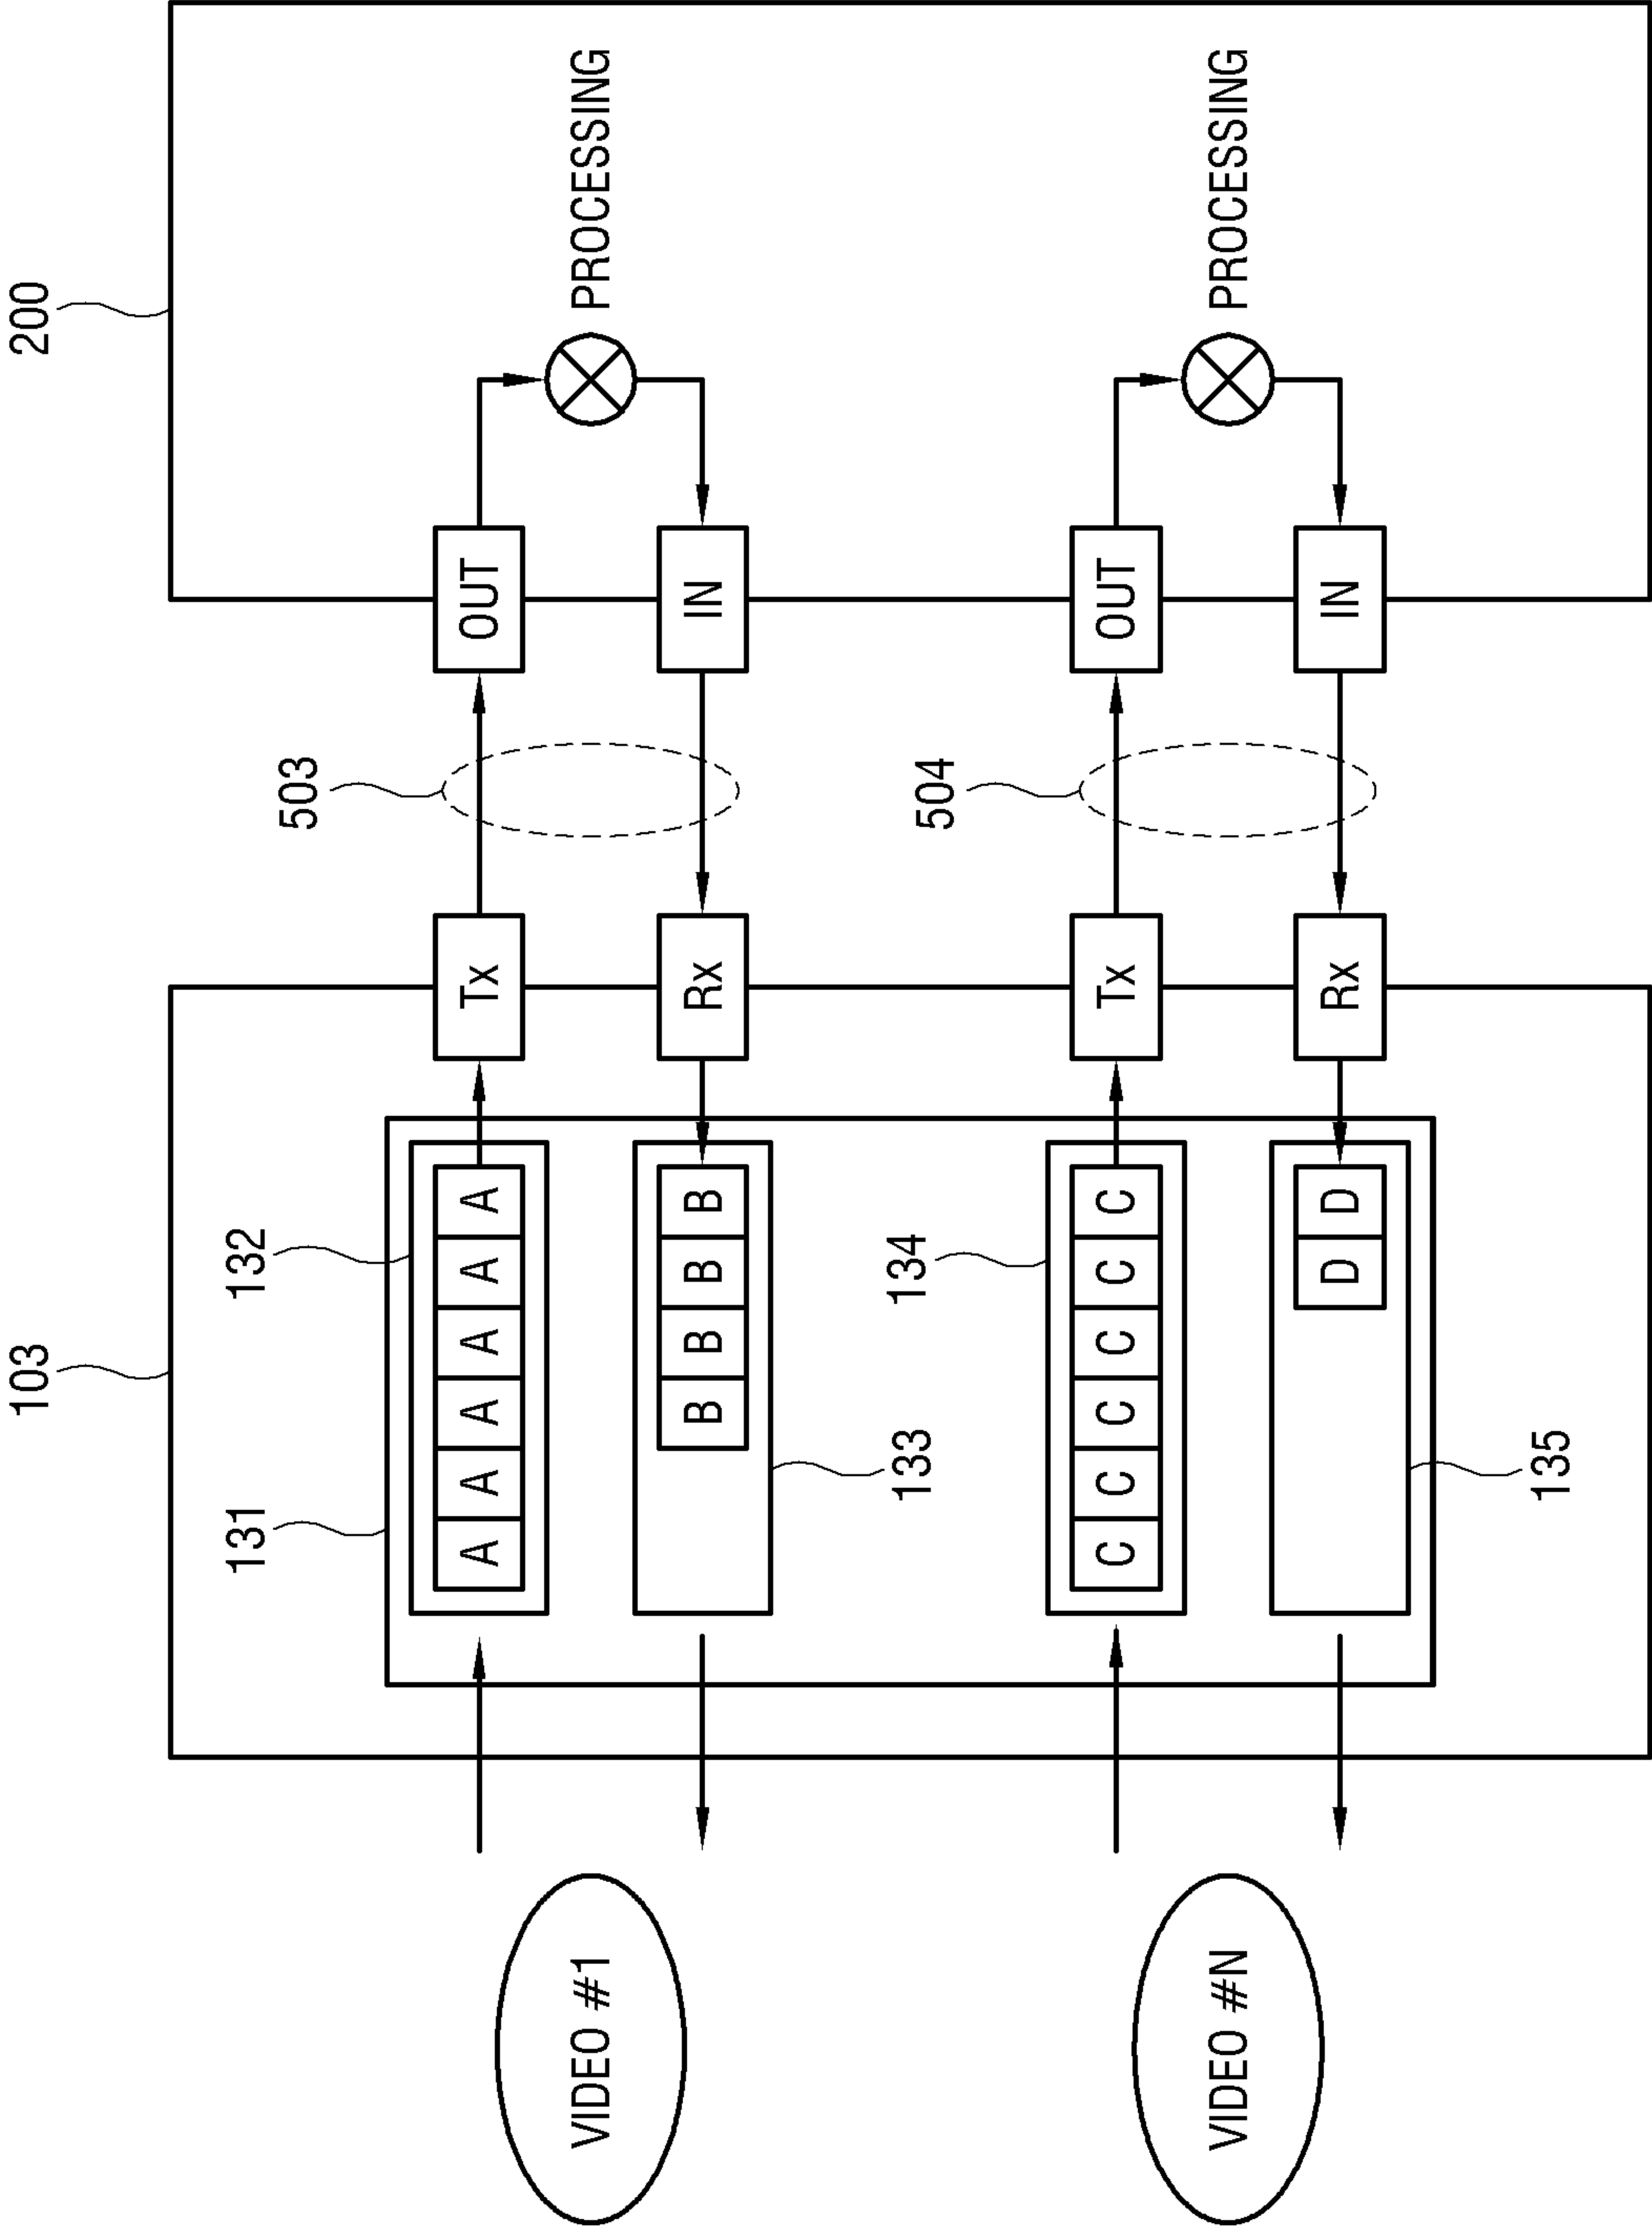 103
200
131
132
503
A A A A A A
Tx
OUT
VIDEO #1
PROCESSING
B B B B
Rx
IN
133
134
504
C C C C C C
Tx
OUT
VIDEO #N
PROCESSING
D D
Rx
IN
135